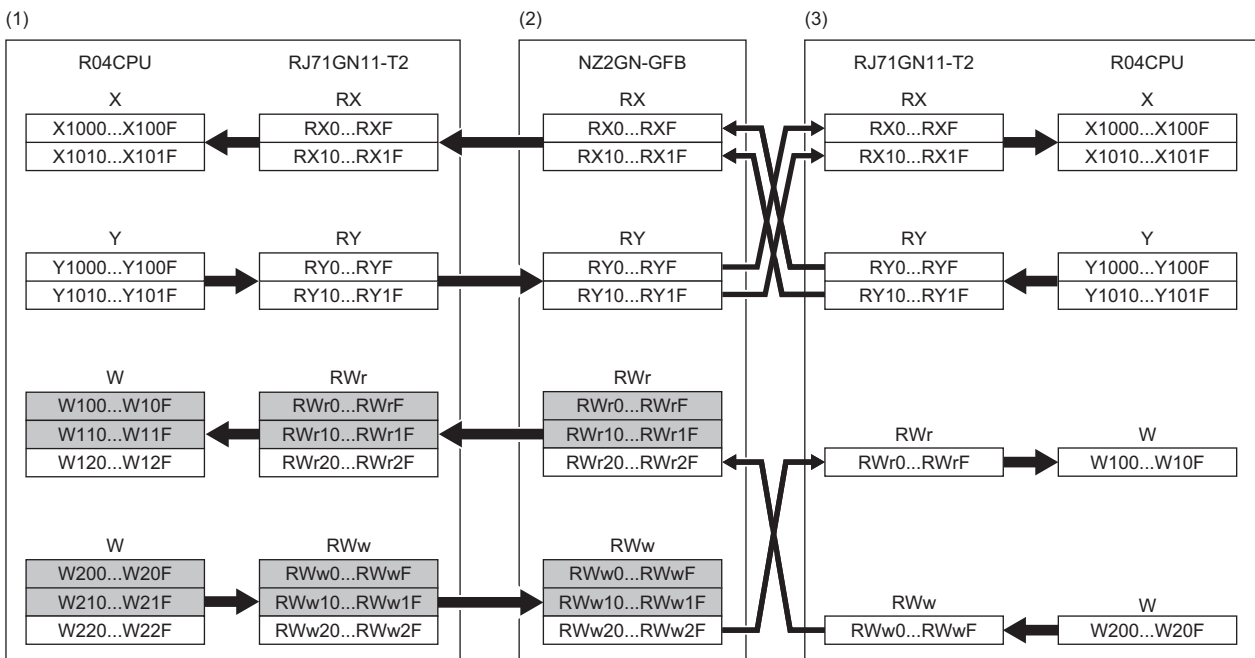 (1) (2) (3)
R04CPU RJ71GN11-T2 NZ2GN-GFB RJ71GN11-T2 R04CPU
X RX RX RX X
X1000...X100F RX0...RXF RX0...RXF RX0...RXF X1000...X100F
X1010...X101F RX10...RX1F RX10...RX1F RX10...RX1F X1010...X101F
Y RY RY RY Y
Y1000...Y100F RY0...RYF RY0...RYF RY0...RYF Y1000...Y100F
Y1010...Y101F RY10...RY1F RY10...RY1F RY10...RY1F Y1010...Y101F
W RWr RWr
W100...W10F RWr0...RWrF RWr0...RWrF
W110...W11F RWr10...RWr1F RWr10...RWr1F RWr W
W120...W12F RWr20...RWr2F RWr20...RWr2F RWr0...RWrF W100...W10F
W RWw RWw
W200...W20F RWw0...RWwF RWw0...RWwF
W210...W21F RWw10...RWw1F RWw10...RWw1F RWw W
W220...W22F RWw20...RWw2F RWw20...RWw2F RWw0...RWwF W200...W20F